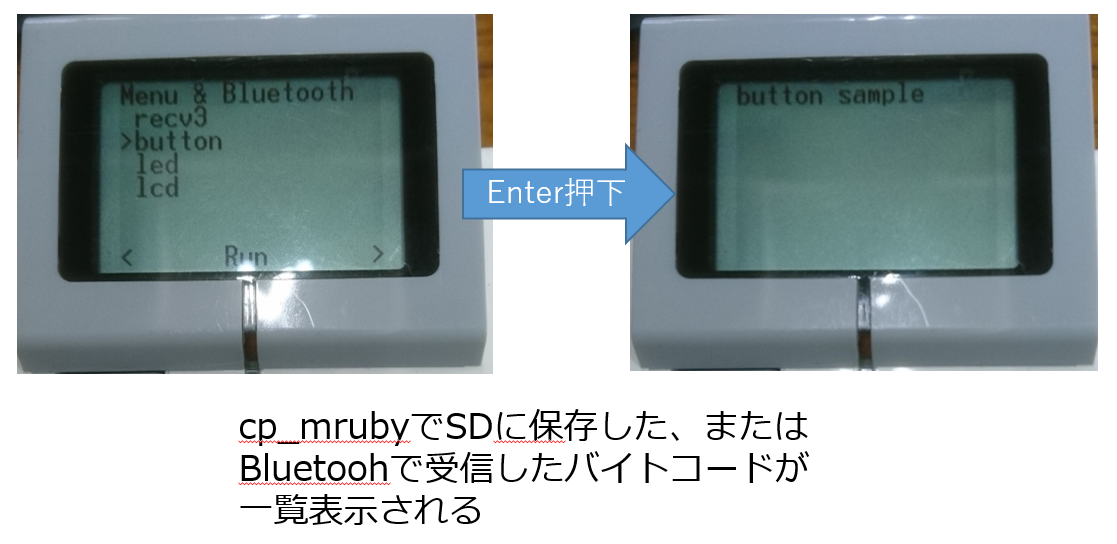 Menu & Bluetooth
recv3
>button
led
lcd
< Run >
Enter押下
button sample
cp_mrubyでSDに保存した、または
Bluetoohで受信したバイトコードが
一覧表示される